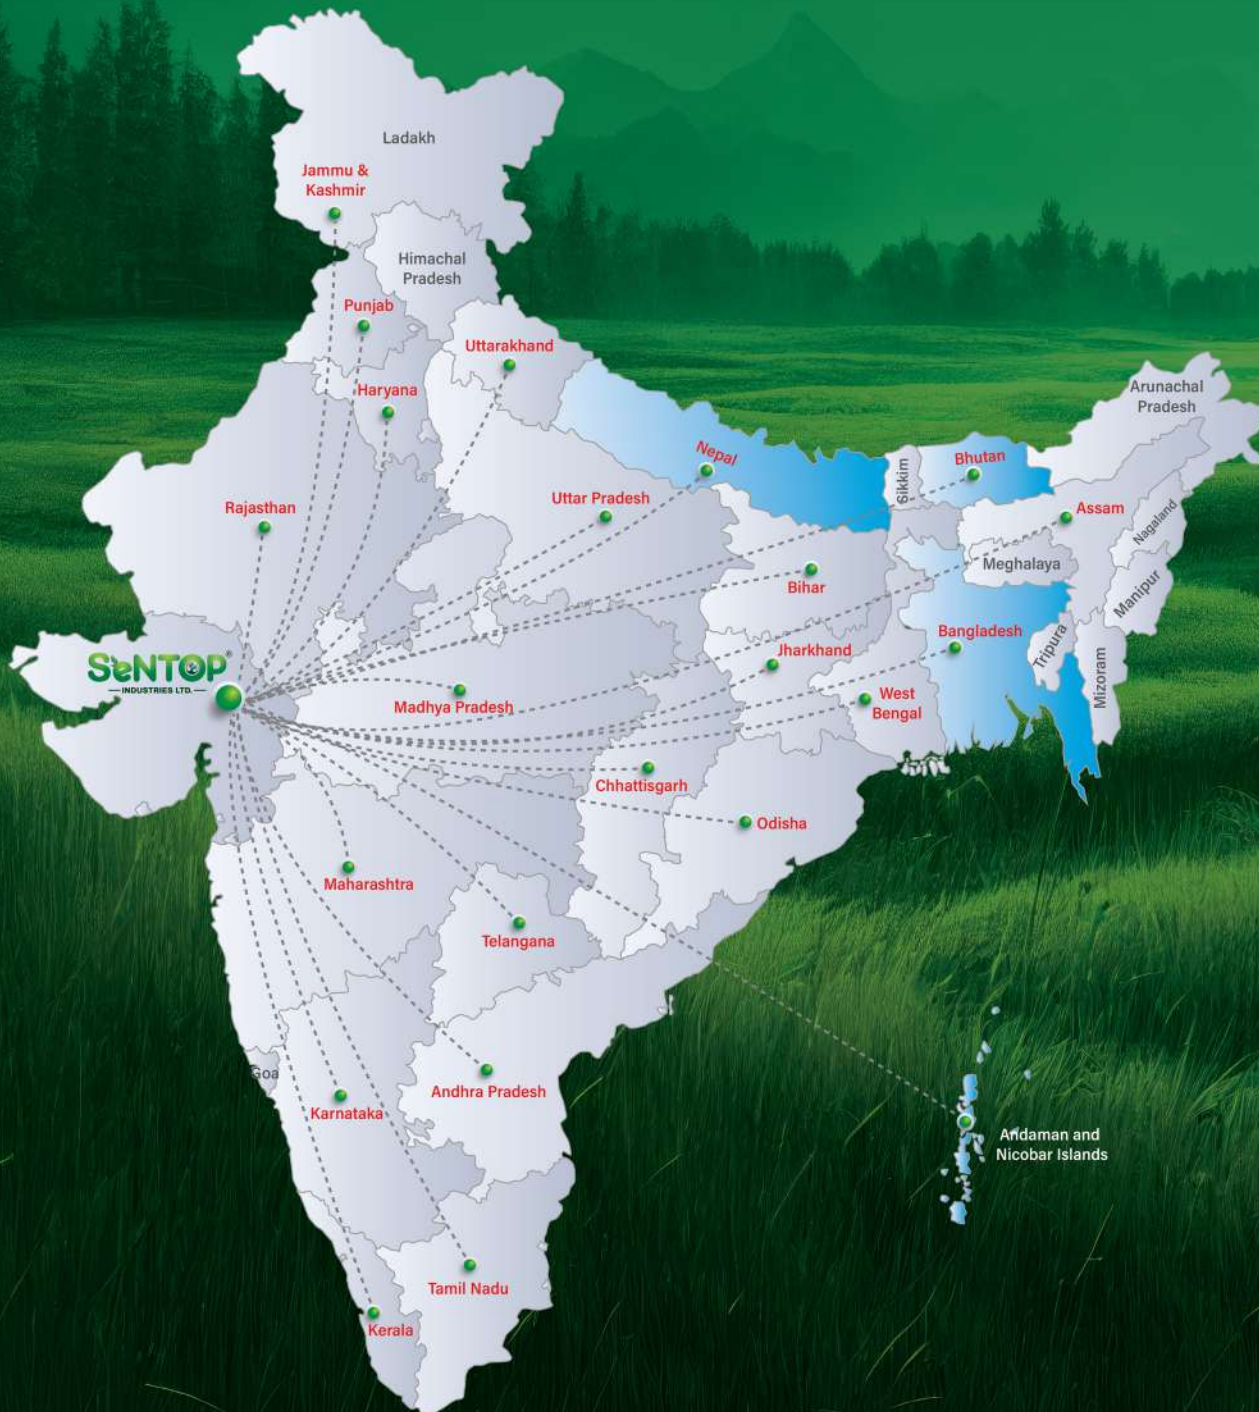 Ladakh
Jammu &
Kashmir
Himachal
Pradesh
Punjab
Uttarakhand
Haryana
Arunachal
Pradesh
Nepal
Sikkim
Bhutan
Rajasthan
Uttar Pradesh
Assam
Nagaland
Meghalaya
Bihar
Manipur
Bangladesh
Tripura
Jharkhand
Mizoram
SeNTOP®
INDUSTRIES LTD.
Madhya Pradesh
West
Bengal
Chhattisgarh
Odisha
Maharashtra
Telangana
Goa
Andhra Pradesh
Karnataka
Andaman and
Nicobar Islands
Tamil Nadu
Kerala